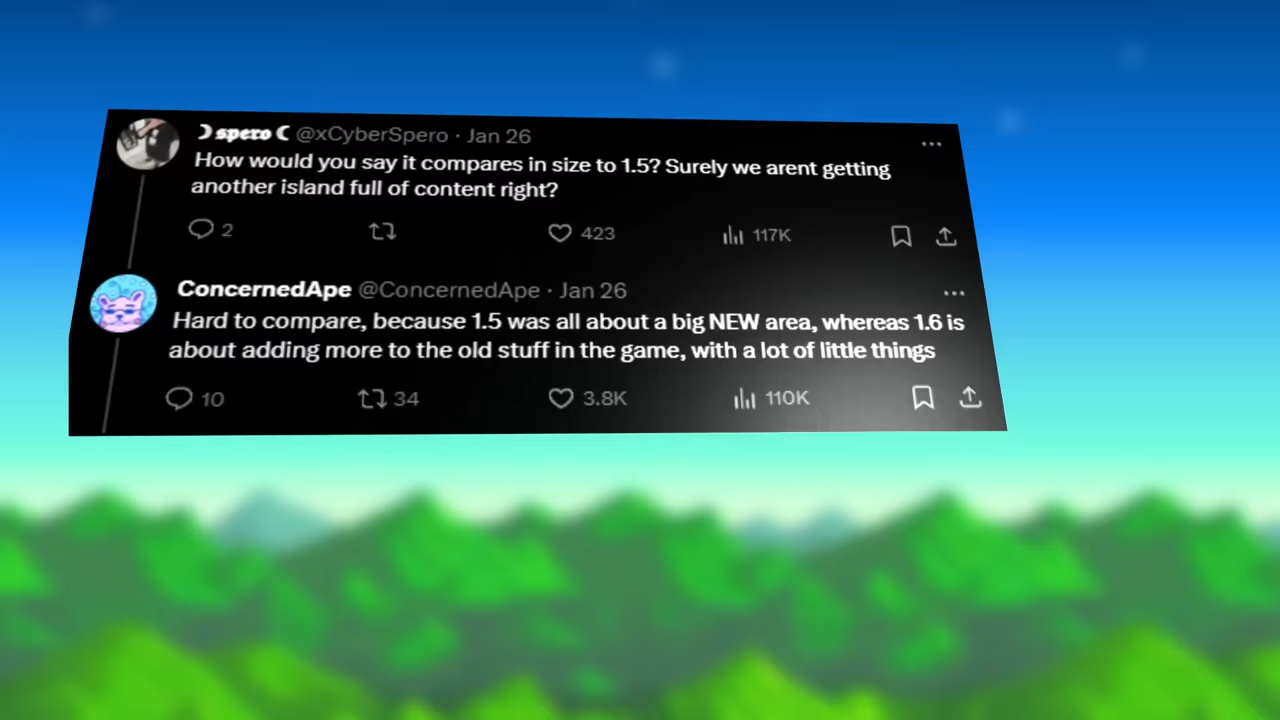 ☽ spero ☾ @xCyberSpero · Jan 26
How would you say it compares in size to 1.5? Surely we arent getting
another island full of content right?
2 423 117K
ConcernedApe @ConcernedApe · Jan 26
Hard to compare, because 1.5 was all about a big NEW area, whereas 1.6 is
about adding more to the old stuff in the game, with a lot of little things
10 34 3.8K 110K